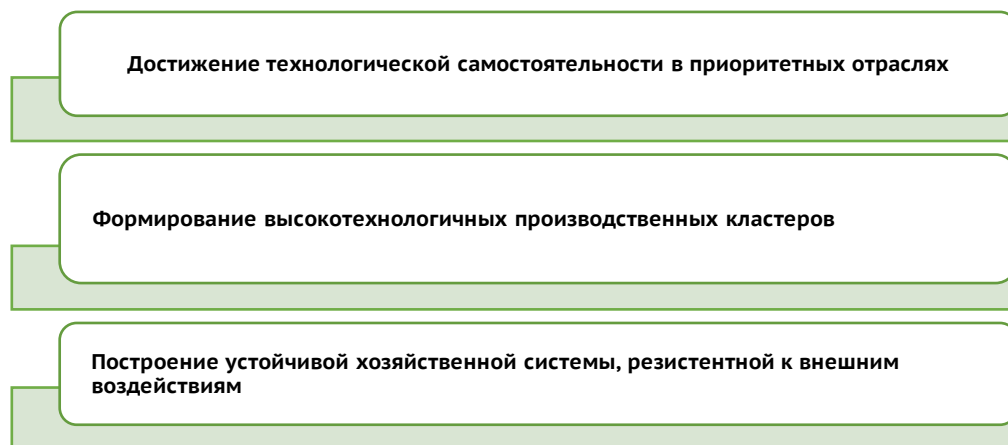 Достижение технологической самостоятельности в приоритетных отраслях
Формирование высокотехнологичных производственных кластеров
Построение устойчивой хозяйственной системы, резистентной к внешним
воздействиям